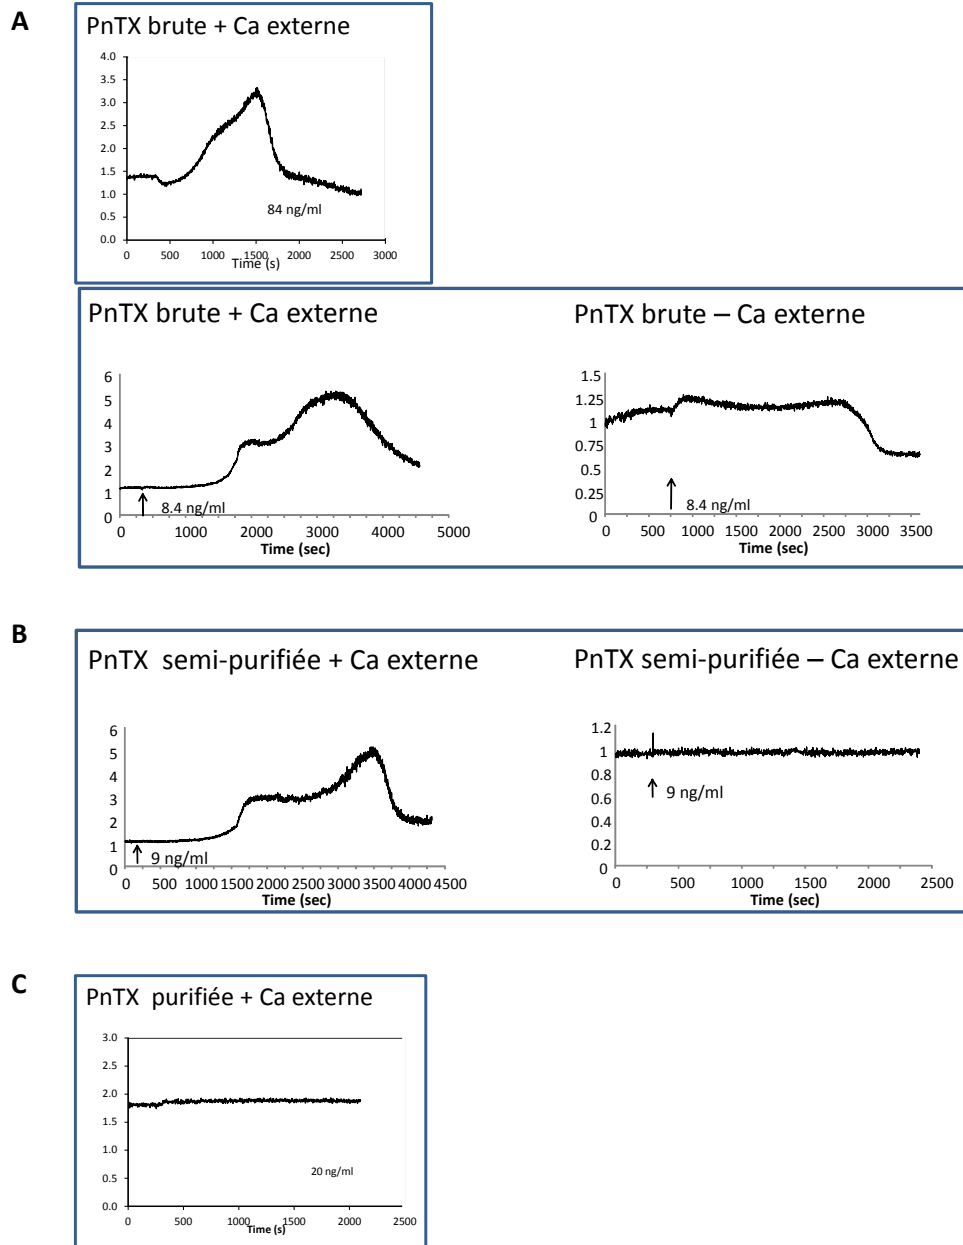 A
PnTX brute + Ca externe
4.0
3.5
3.0
2.5
2.0
1.5
1.0
0.5
0.0
84 ng/ml
0 500 1000 1500 2000 2500 3000
Time (s)
PnTX brute + Ca externe
6
5
4
3
2
1
0
8.4 ng/ml
0 1000 2000 3000 4000 5000
Time (sec)
PnTX brute – Ca externe
1.5
1.25
1
0.75
0.5
0.25
0
8.4 ng/ml
0 500 1000 1500 2000 2500 3000 3500
Time (sec)
B
PnTX semi-purifiée + Ca externe
6
5
4
3
2
1
0
9 ng/ml
0 500 1000 1500 2000 2500 3000 3500 4000 4500
Time (sec)
PnTX semi-purifiée – Ca externe
1.2
1
0.8
0.6
0.4
0.2
0
9 ng/ml
0 500 1000 1500 2000 2500
Time (sec)
C
PnTX purifiée + Ca externe
3.0
2.5
2.0
1.5
1.0
0.5
0.0
20 ng/ml
0 500 1000 1500 2000 2500
Time (s)